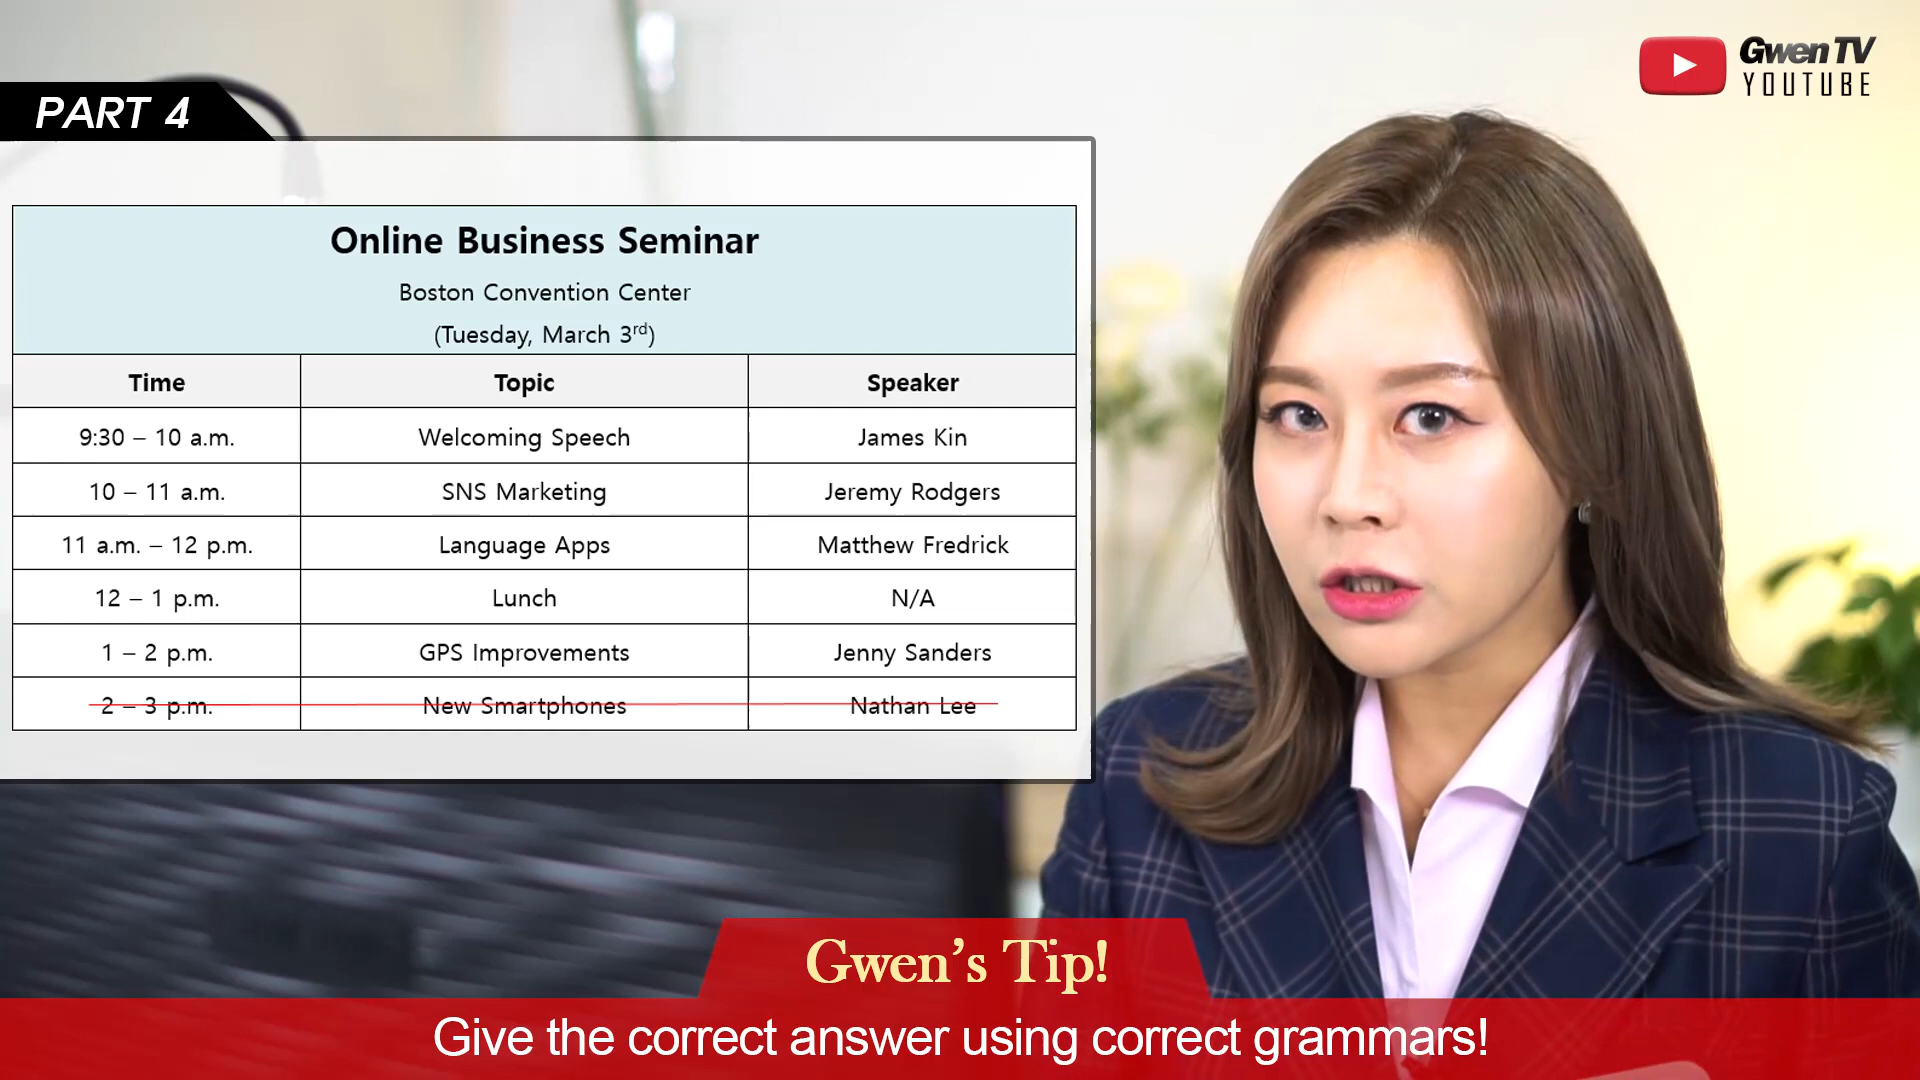 PART 4
Gwen TV
YOUTUBE
Online Business Seminar
Boston Convention Center
(Tuesday, March 3rd)
Time Topic Speaker
9:30 – 10 a.m. Welcoming Speech James Kin
10 – 11 a.m. SNS Marketing Jeremy Rodgers
11 a.m. – 12 p.m. Language Apps Matthew Fredrick
12 – 1 p.m. Lunch N/A
1 – 2 p.m. GPS Improvements Jenny Sanders
2 – 3 p.m. New Smartphones Nathan Lee
Gwen's Tip!
Give the correct answer using correct grammars!